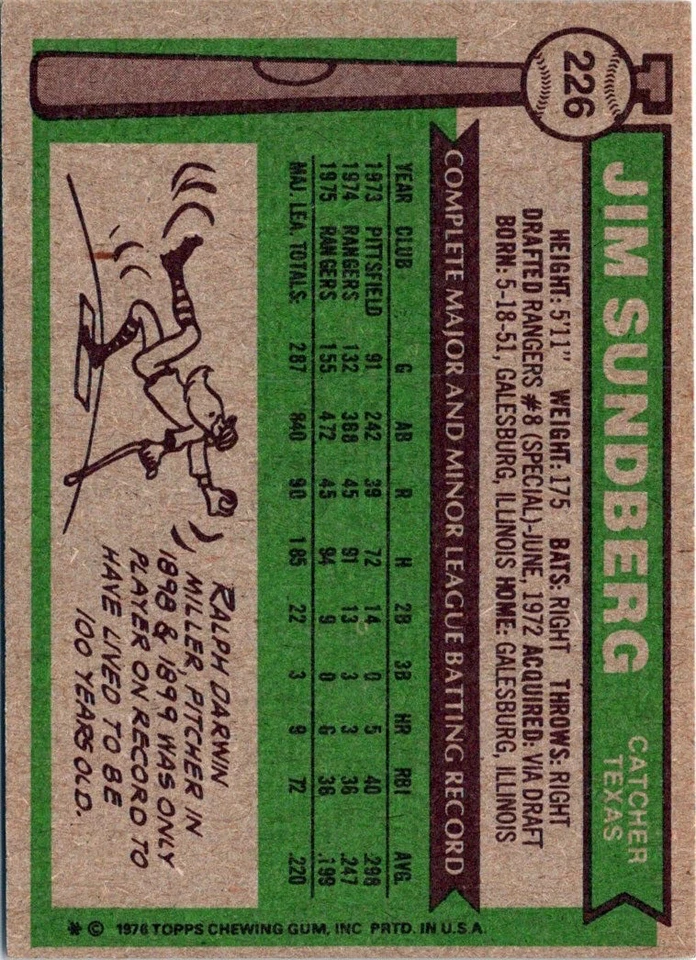 226
JIM SUNDBERG
CATCHER
TEXAS
HEIGHT: 5'11" WEIGHT: 175 BATS: RIGHT THROWS: RIGHT
DRAFTED RANGERS #8 (SPECIAL)-JUNE, 1972 ACQUIRED: VIA DRAFT
BORN: 5-18-51, GALESBURG, ILLINOIS HOME: GALESBURG, ILLINOIS
COMPLETE MAJOR AND MINOR LEAGUE BATTING RECORD
YEAR CLUB G AB R H 2B 3B HR RBI AVG.
1973 PITTSFIELD 91 242 39 72 14 0 5 40 .298
1974 RANGERS 132 388 45 91 13 3 3 36 .247
1975 RANGERS 155 472 45 94 9 0 6 36 .199
MAJ. LEA. TOTALS: 287 840 90 185 22 3 9 72 .220
RALPH DARWIN
MILLER, PITCHER IN
1898 & 1899 WAS ONLY
PLAYER ON RECORD TO
HAVE LIVED TO BE
100 YEARS OLD.
* © 1976 TOPPS CHEWING GUM, INC PRTD. IN U.S.A.